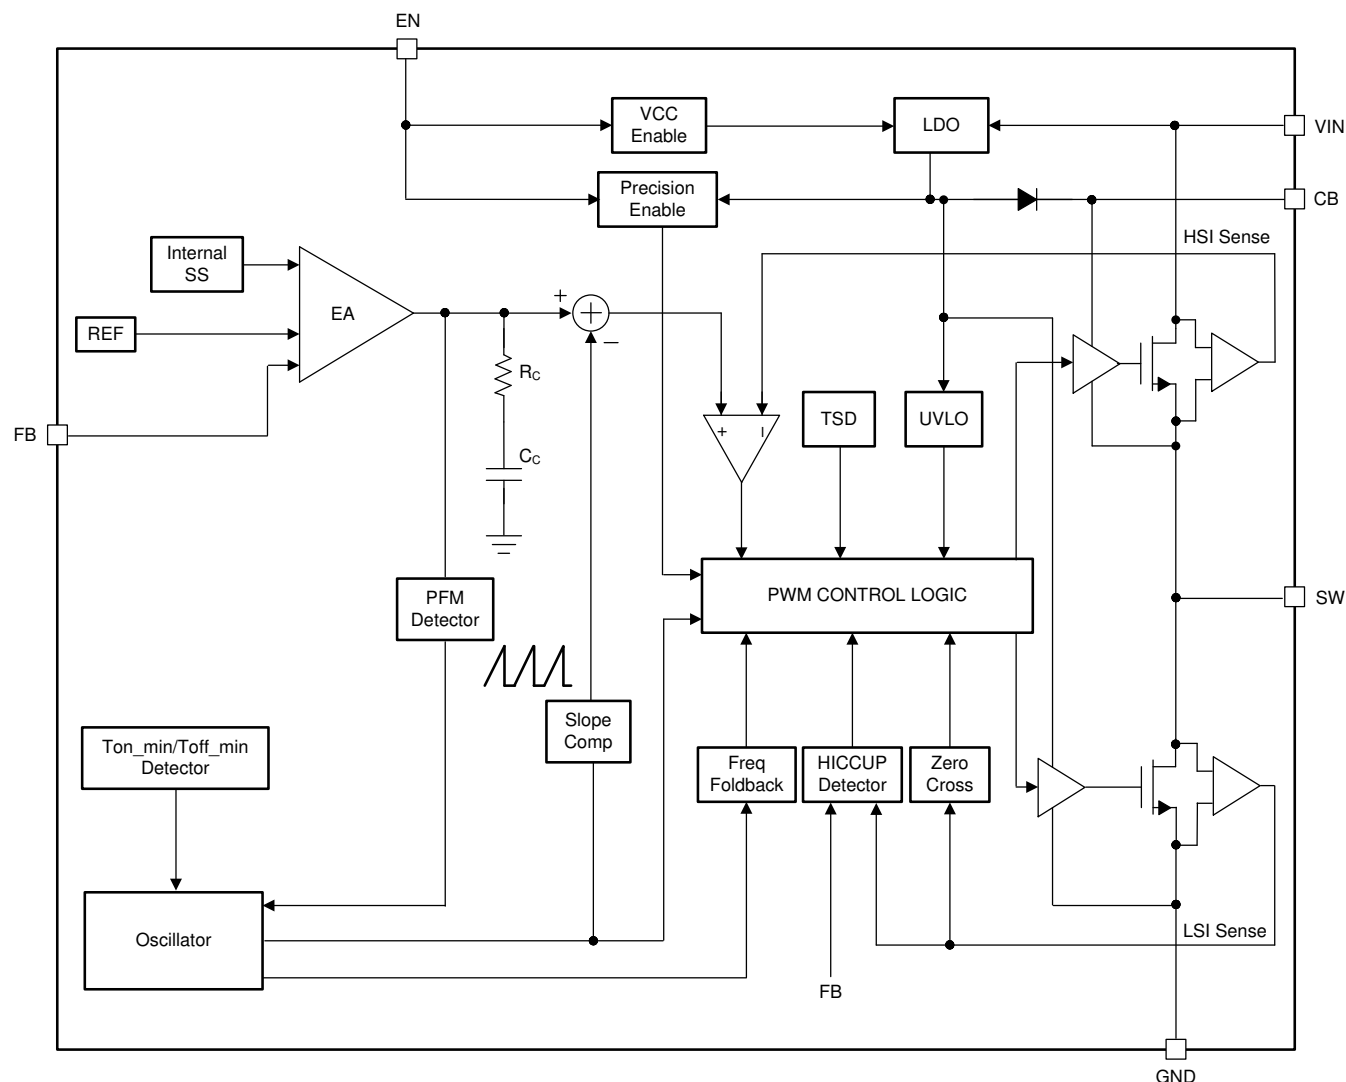 EN
VCC
Enable
LDO
VIN
Precision
Enable
CB
HSI Sense
Internal
SS
+
EA
REF
+
−
RC
FB
+
−
TSD
UVLO
CC
PWM CONTROL LOGIC
SW
PFM
Detector
Slope
Comp
Ton_min/Toff_min
Detector
Freq
Foldback
HICCUP
Detector
Zero
Cross
Oscillator
LSI Sense
FB
GND